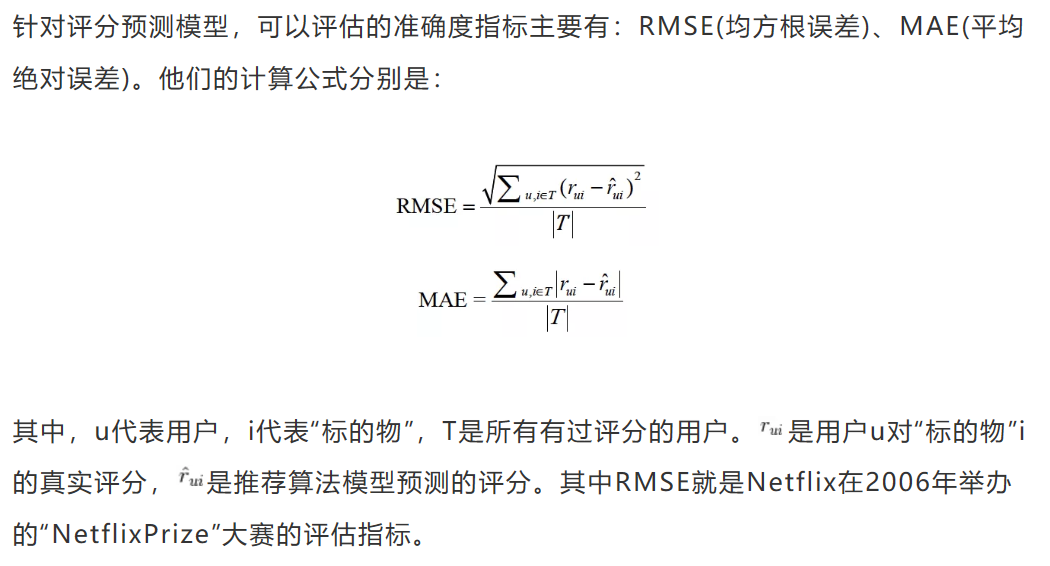 针对评分预测模型，可以评估的准确度指标主要有：RMSE(均方根误差)、MAE(平均
绝对误差)。他们的计算公式分别是：
RMSE = \frac{\sqrt{\sum_{u,i∈T}(r_{ui} - \hat{r}_{ui})^2}}{|T|}
MAE = \frac{\sum_{u,i∈T}|r_{ui} - \hat{r}_{ui}|}{|T|}
其中，u代表用户，i代表“标的物”，T是所有有过评分的用户。r_{ui}是用户u对“标的物”i
的真实评分，\hat{r}_{ui}是推荐算法模型预测的评分。其中RMSE就是Netflix在2006年举办
的“NetflixPrize”大赛的评估指标。